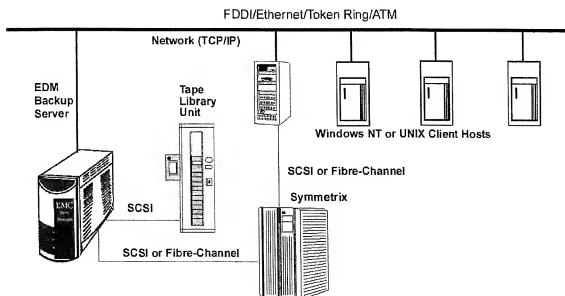 FDDI/Ethernet/Token Ring/ATM
Network (TCP/IP)
EDM
Backup
Server
Tape
Library
Unit
Windows NT or UNIX Client Hosts
SCSI or Fibre-Channel
Symmetrix
EMC
SCSI
SCSI or Fibre-Channel